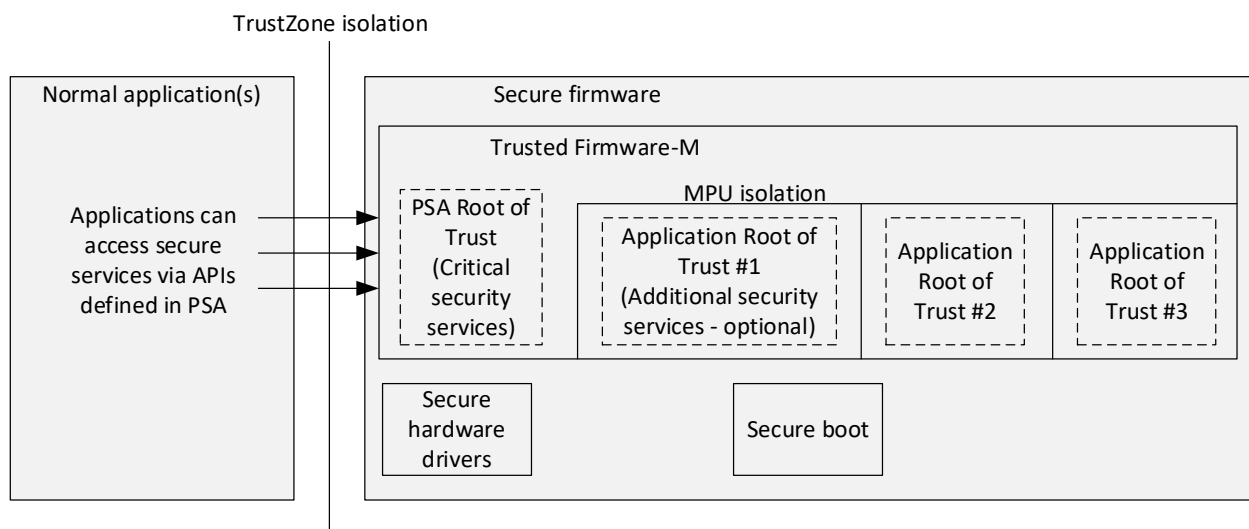 TrustZone isolation
Normal application(s)
Applications can
access secure
services via APIs
defined in PSA
Secure firmware
Trusted Firmware-M
MPU isolation
PSA Root of
Trust
(Critical
security
services)
Application Root of
Trust #1
(Additional security
services - optional)
Application
Root of
Trust #2
Application
Root of
Trust #3
Secure
hardware
drivers
Secure boot